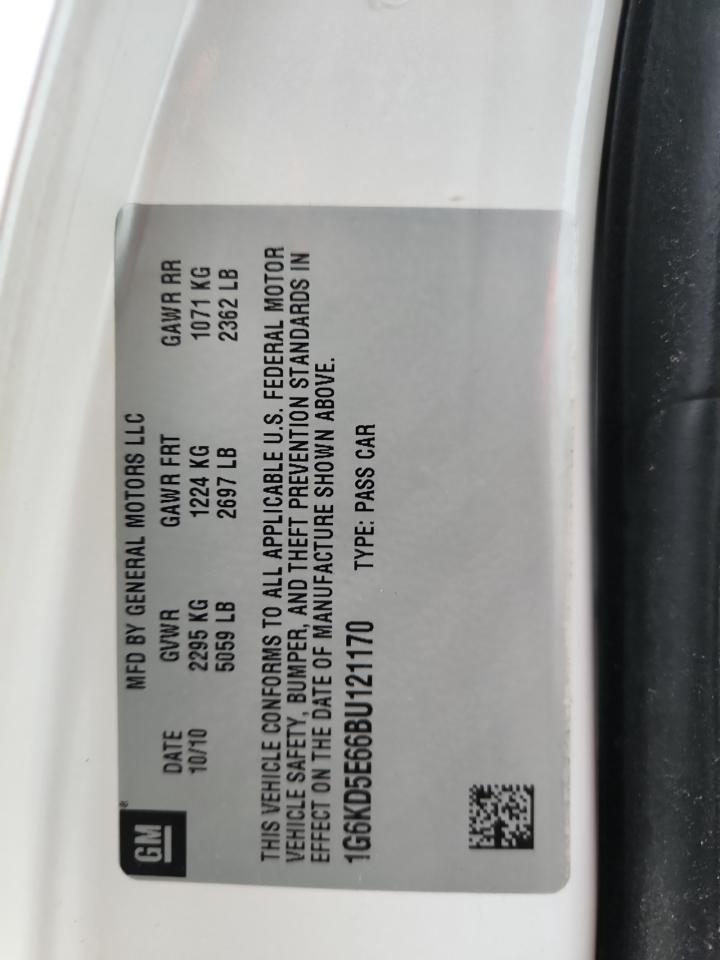 GM®
MFD BY GENERAL MOTORS LLC
DATE GVWR GAWR FRT GAWR RR
10/10 2295 KG 1224 KG 1071 KG
5059 LB 2697 LB 2362 LB
THIS VEHICLE CONFORMS TO ALL APPLICABLE U.S. FEDERAL MOTOR
VEHICLE SAFETY, BUMPER, AND THEFT PREVENTION STANDARDS IN
EFFECT ON THE DATE OF MANUFACTURE SHOWN ABOVE.
1G6KD5E66BU121170 TYPE: PASS CAR